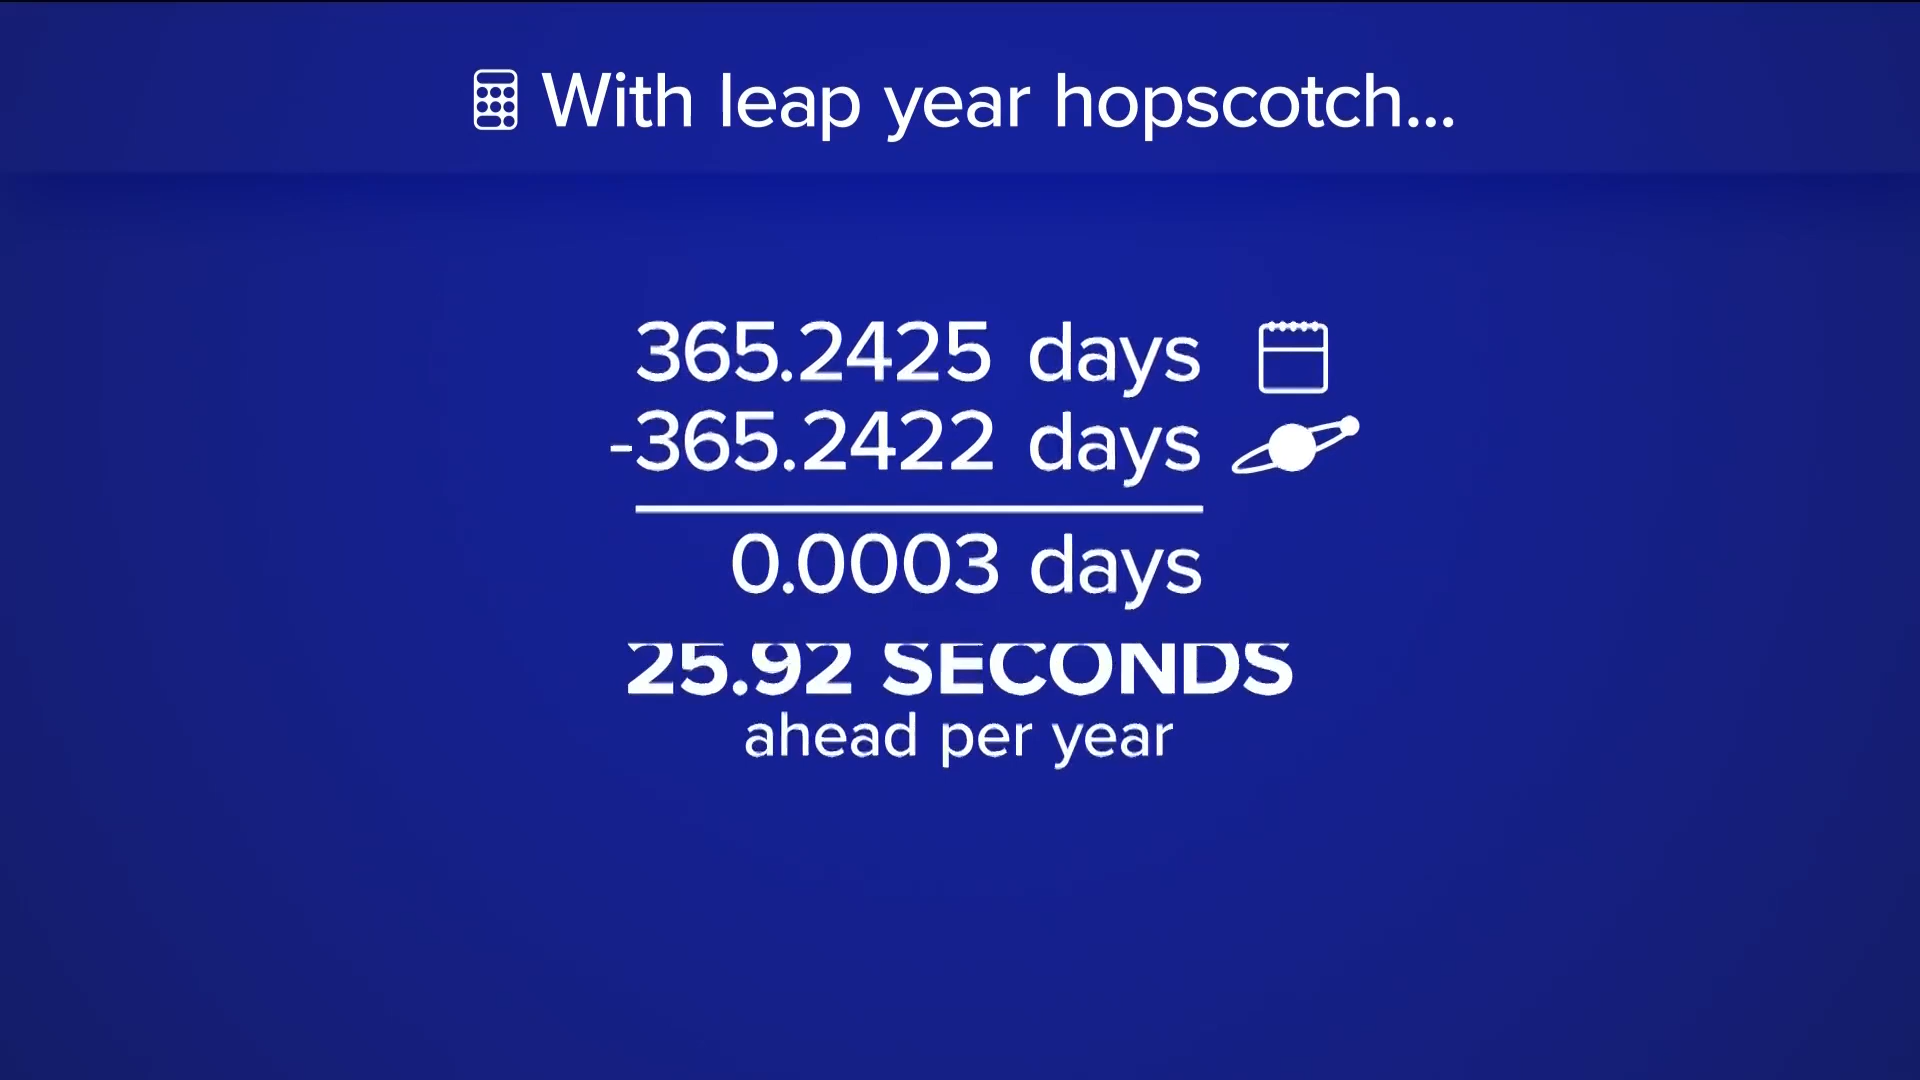 With leap year hopscotch...
365.2425 days
-365.2422 days
0.0003 days
25.92 SECONDS
ahead per year